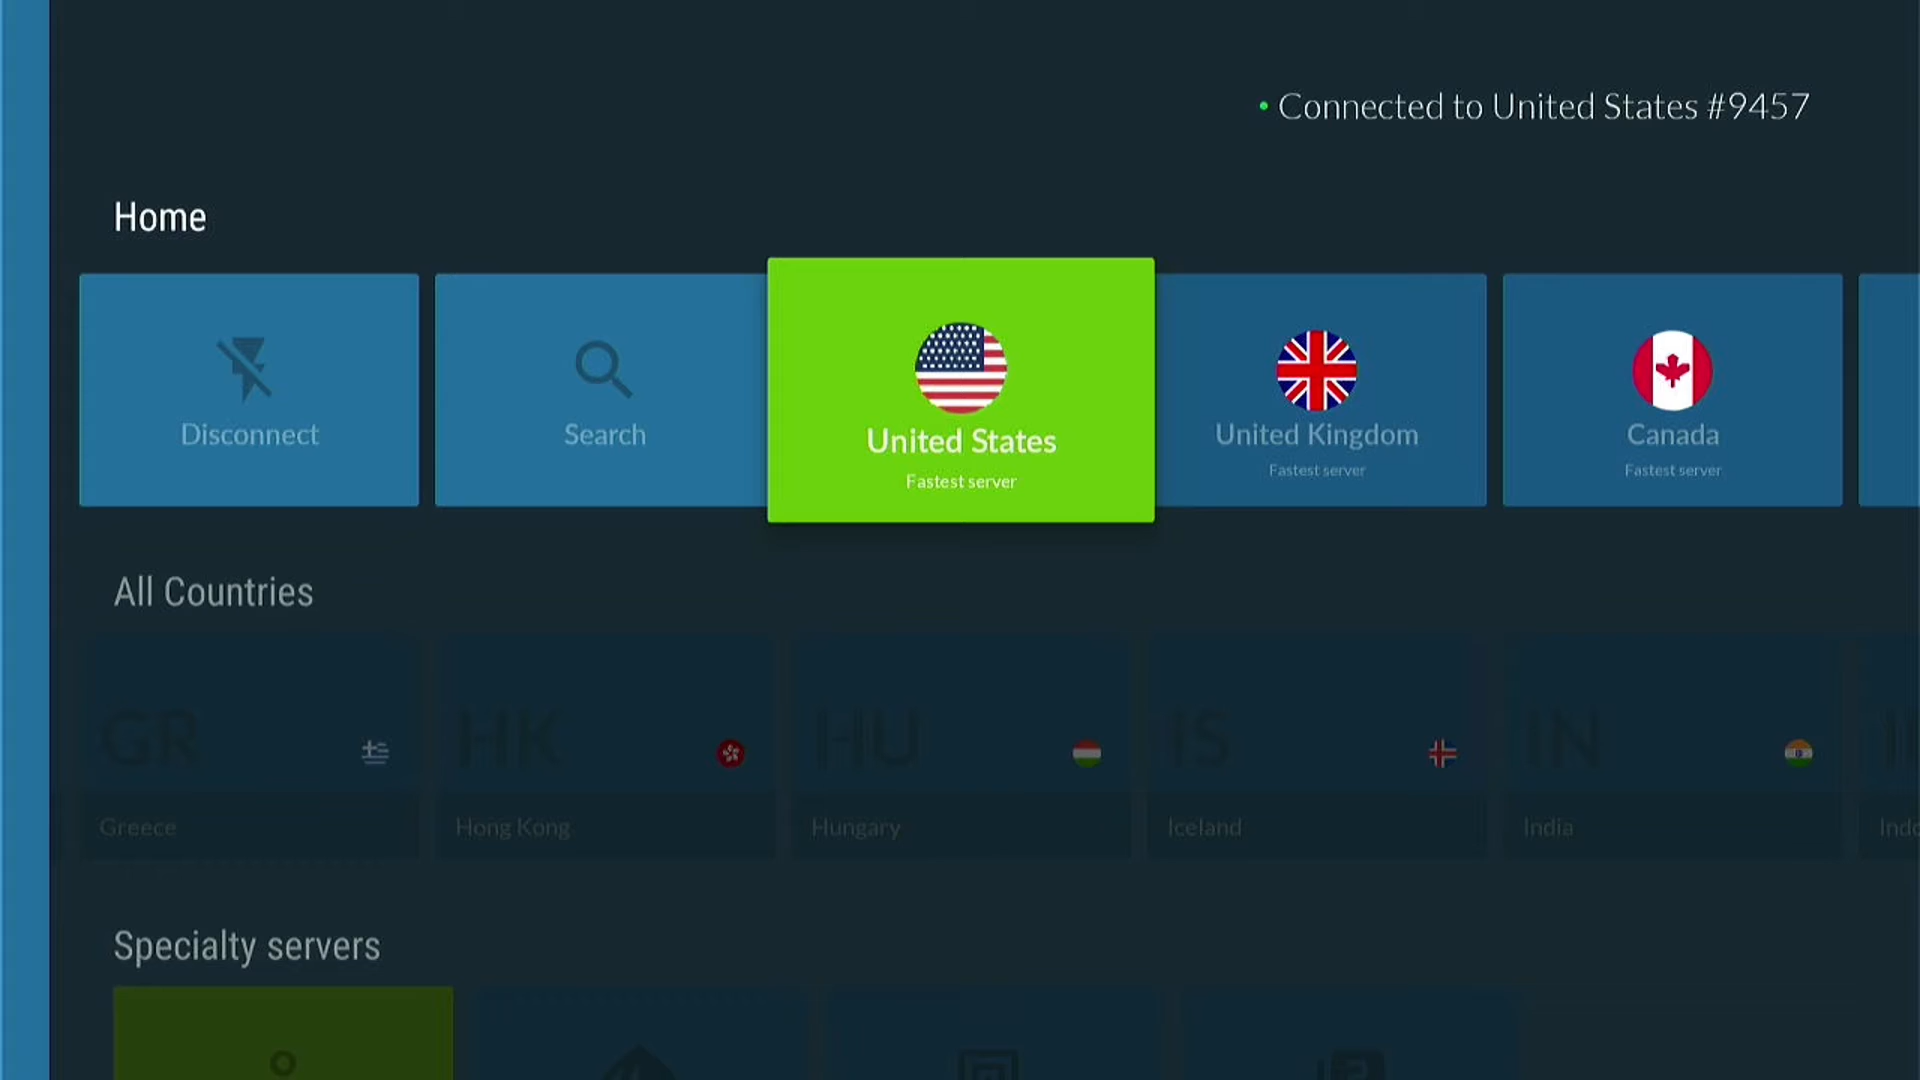 Connected to United States #9457
Home
Disconnect
Search
United States
Fastest server
United Kingdom
Fastest server
Canada
Fastest server
All Countries
GR
HK
HU
IS
IN
Greece
Hong Kong
Hungary
Iceland
India
Specialty servers